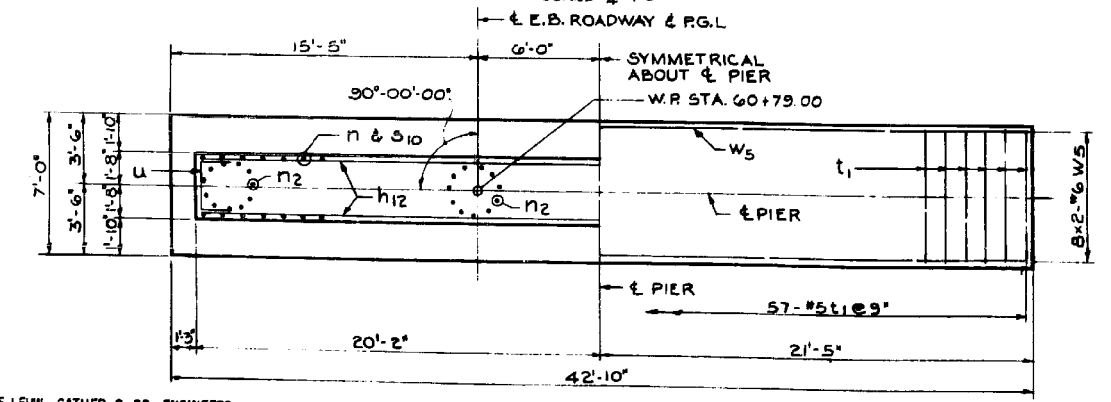 ℄ E.B. ROADWAY & P.G.L
15'-5"
6'-0"
SYMMETRICAL
ABOUT ℄ PIER
90°-00'-00"
W.P. STA. 60+79.00
n & s10
w5
7'-0"
3'-6"
3'-6"
1'-10"
1'-8"
1'-8"
1'-10"
u
n2
h12
n2
t1
℄ PIER
8x2-#6 w5
℄ PIER
57-#5 t1 @ 9"
1'-3"
20'-2"
21'-5"
42'-10"